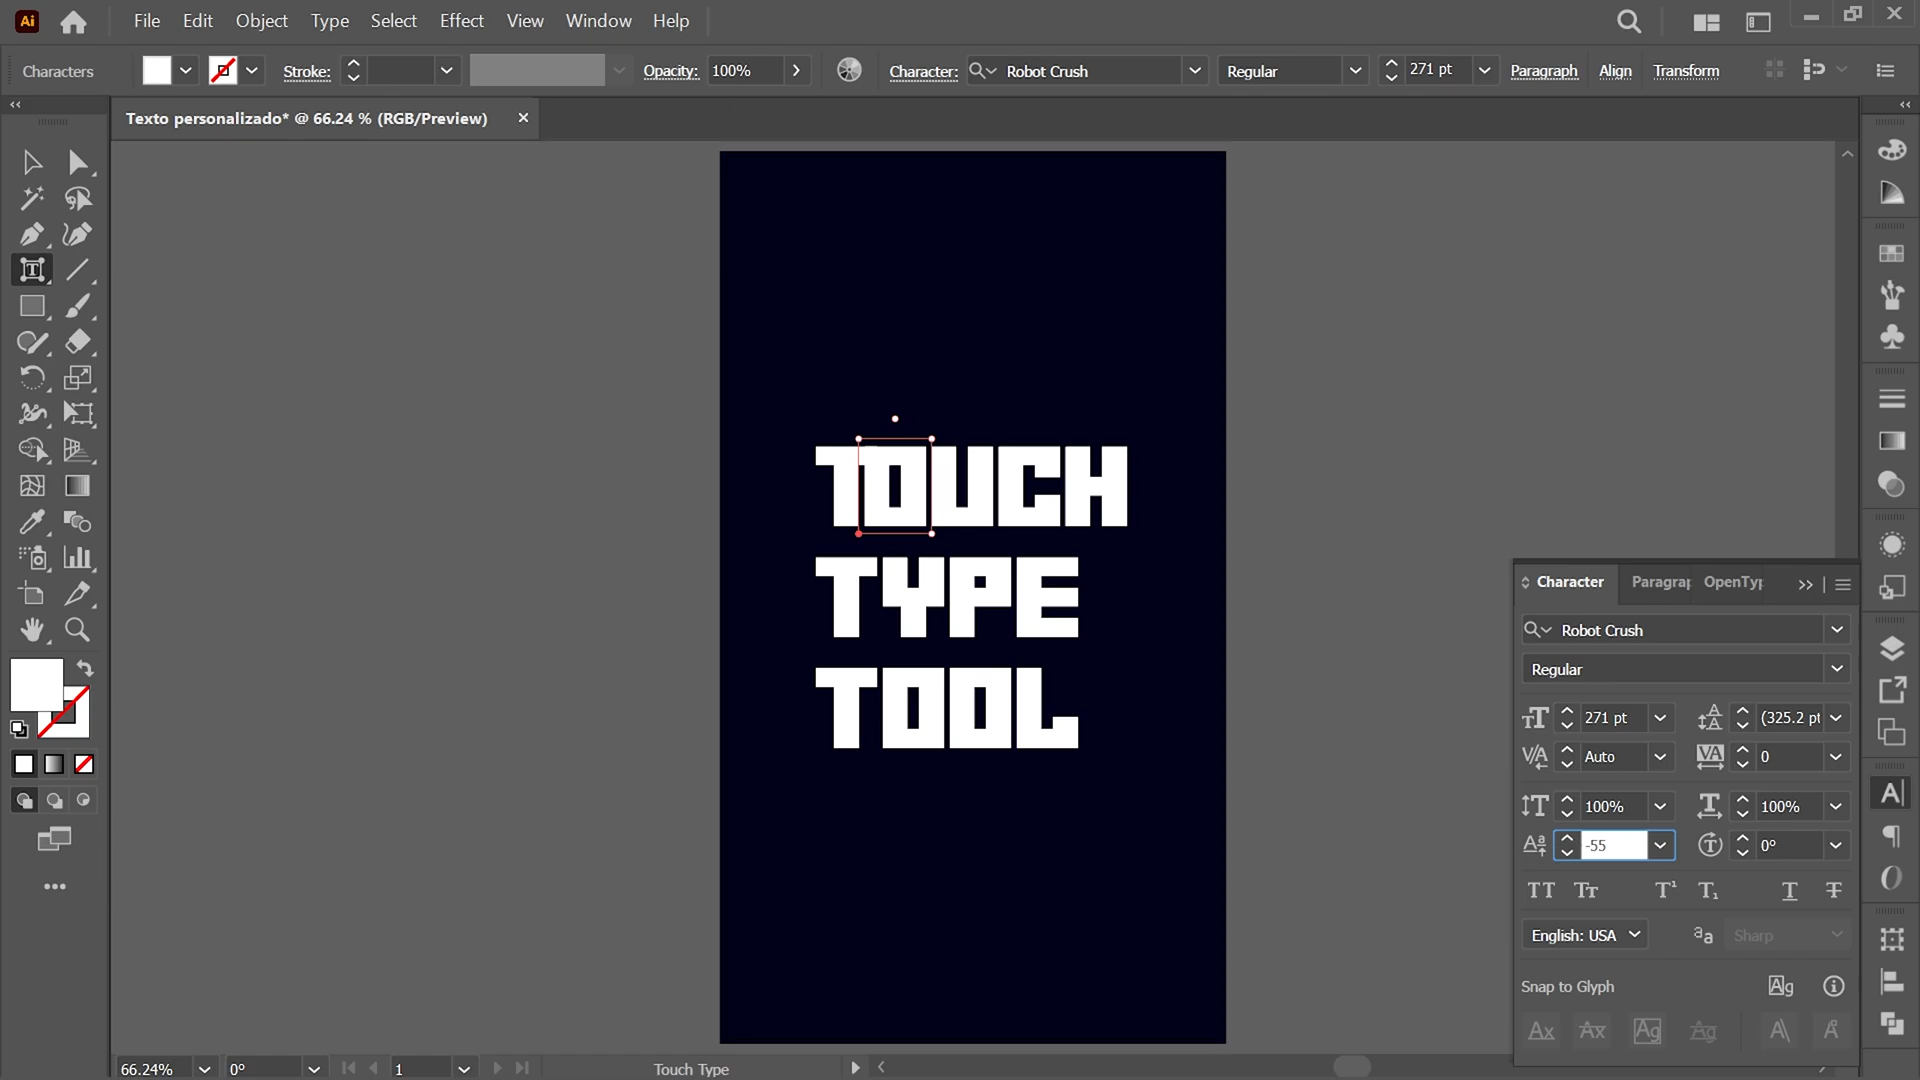 Ai File Edit Object Type Select Effect View Window Help
Characters Stroke: Opacity: 100% Character: Robot Crush Regular 271 pt Paragraph Align Transform
Texto personalizado* @ 66.24 % (RGB/Preview)
TOUCH
TYPE
TOOL
Character Paragrap OpenTyp
Robot Crush
Regular
271 pt (325.2 pt
Auto 0
100% 100%
-55 0°
English: USA Sharp
Snap to Glyph
66.24% 0° 1 Touch Type